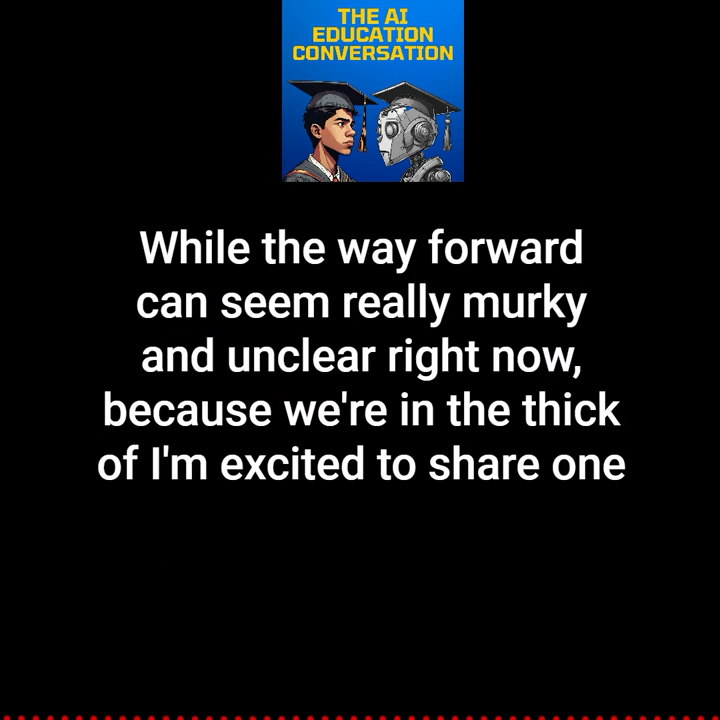 THE AI
EDUCATION
CONVERSATION
While the way forward
can seem really murky
and unclear right now,
because we're in the thick
of I'm excited to share one